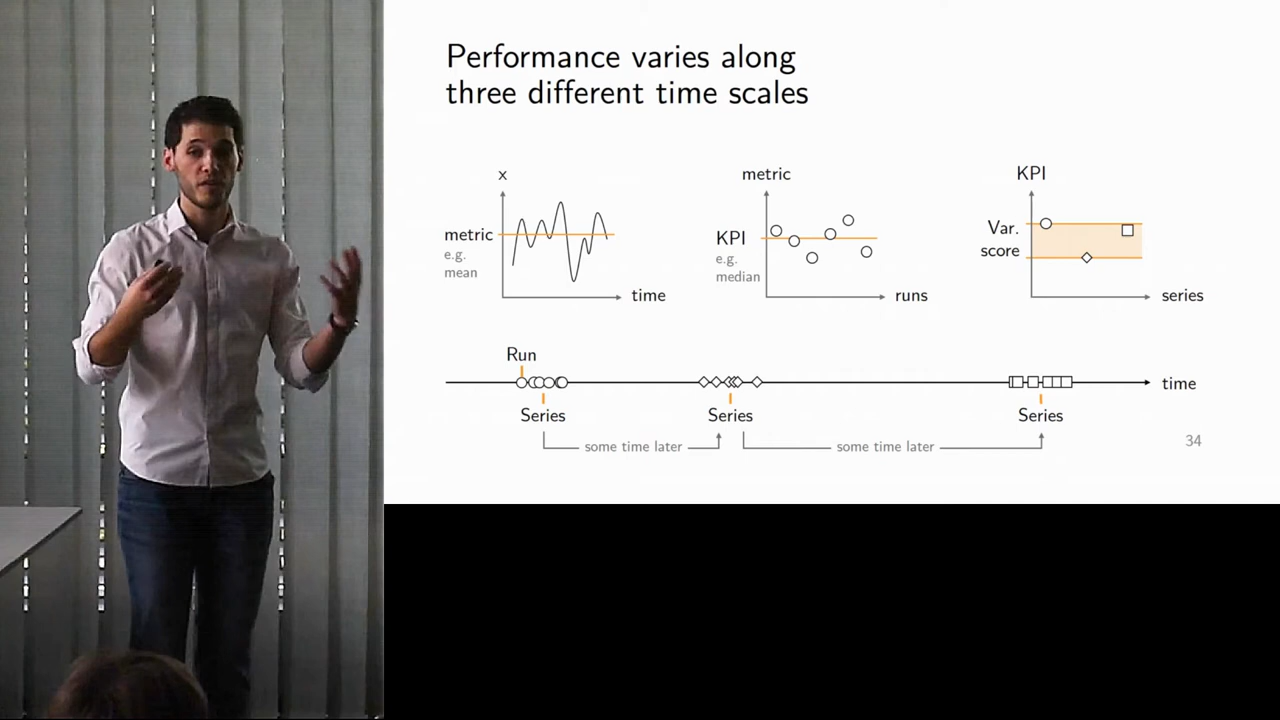 Performance varies along
three different time scales
x
metric
e.g.
mean
time
metric
KPI
e.g.
median
runs
KPI
Var.
score
series
Run
time
Series
Series
Series
some time later
some time later
34